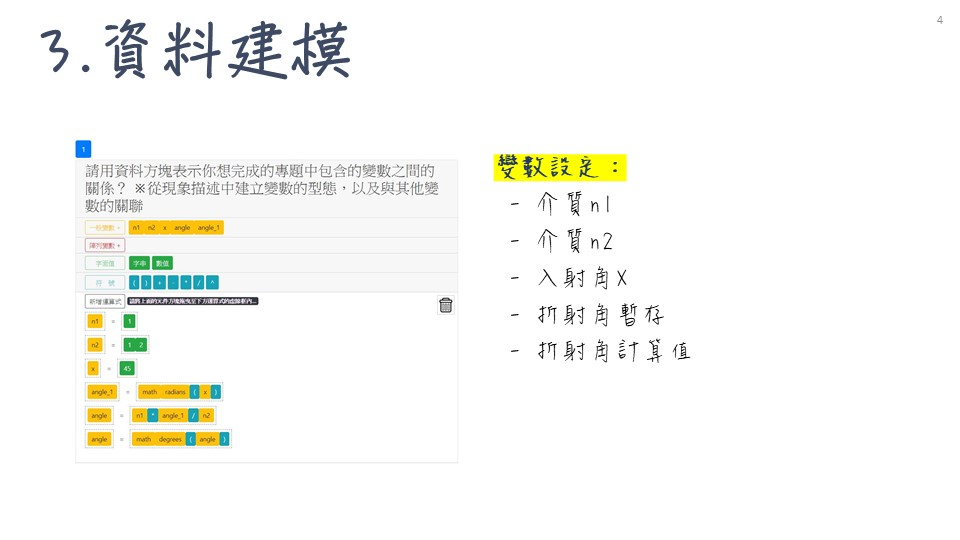 4
3.資料建模
1
請用資料方塊表示你想完成的專題中包含的變數之間的
關係？ ※從現象描述中建立變數的型態，以及與其他變
數的關聯
一般變數 + n1 n2 x angle angle_1
陣列變數 +
字面值 字串 數值
符 號 ( ) + - * / ^
新增運算式 請將上面的元件方塊拖曳至下方運算式的虛線框內...
n1 = 1
n2 = 1 2
x = 45
angle_1 = math radians ( x )
angle = n1 * angle_1 / n2
angle = math degrees ( angle )
變數設定：
- 介質n1
- 介質n2
- 入射角X
- 折射角暫存
- 折射角計算值